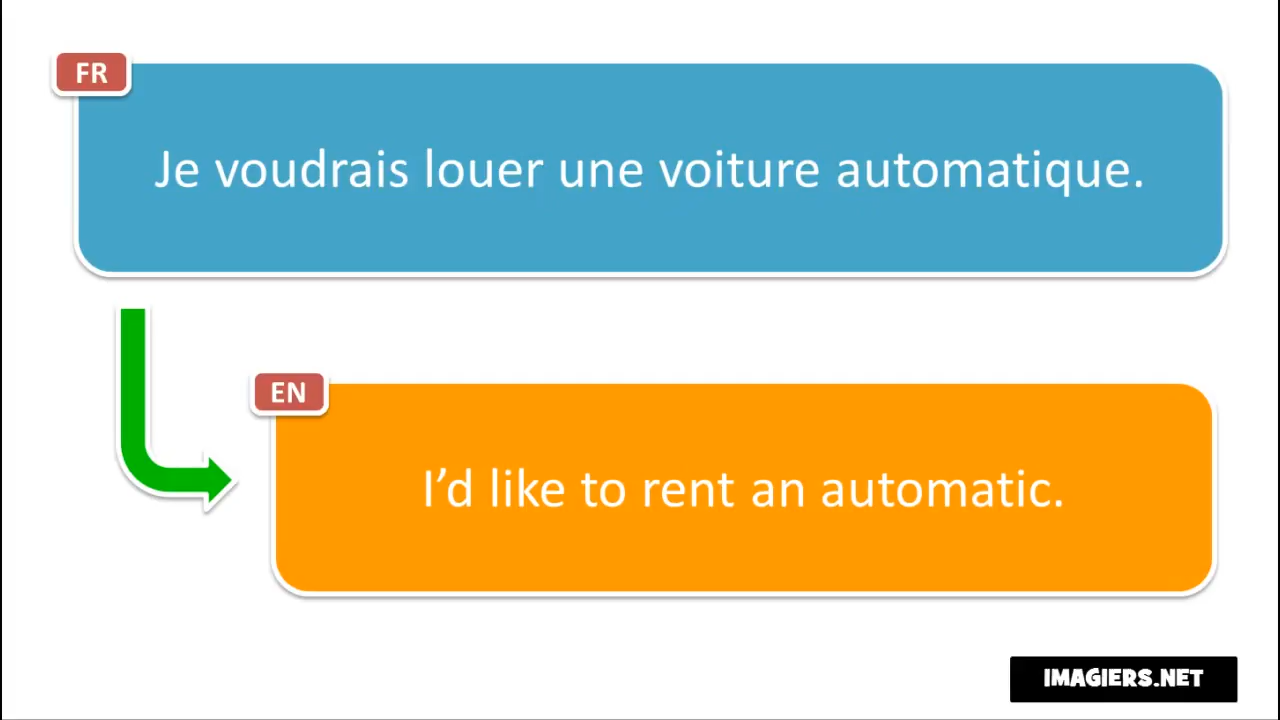 FR
Je voudrais louer une voiture automatique.
EN
I’d like to rent an automatic.
IMAGIERS.NET